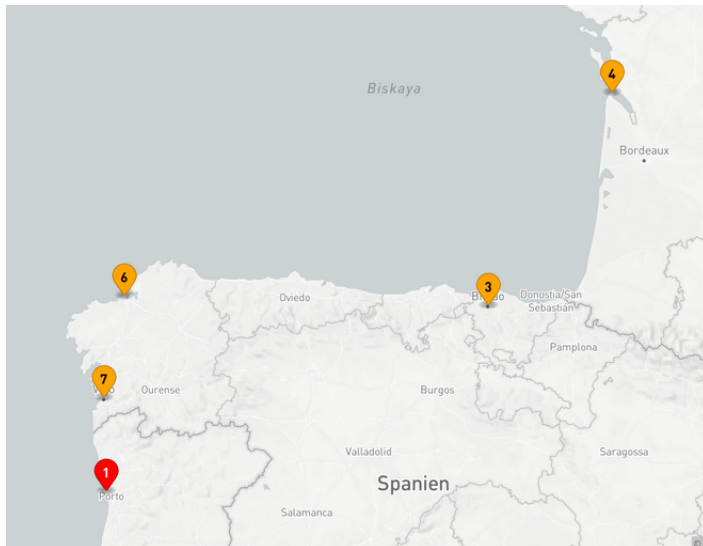 4
Biskaya
Bordeaux
6
3
Oviedo
Donostia/San
Sebastián
Pamplona
7
Ourense
Burgos
Valladolid
Saragossa
1
Porto
Spanien
Salamanca